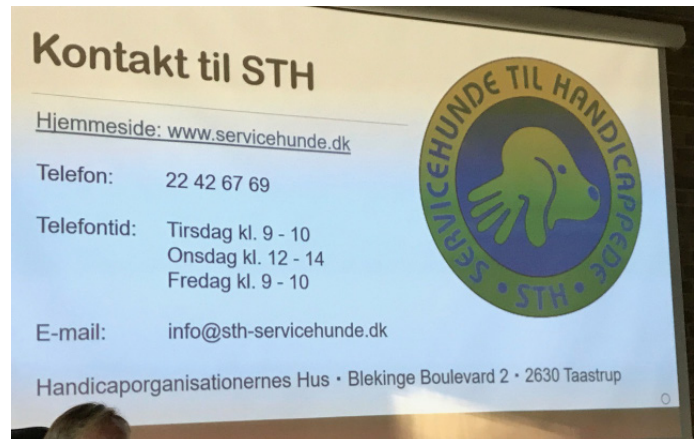 Kontakt til STH
Hjemmeside: www.servicehunde.dk
Telefon: 22 42 67 69
Telefontid: Tirsdag kl. 9 - 10
Onsdag kl. 12 - 14
Fredag kl. 9 - 10
E-mail: info@sth-servicehunde.dk
Handicaporganisationernes Hus • Blekinge Boulevard 2 • 2630 Taastrup
SERVICEHUNDE TIL HANDICAPPEDE
• STH •